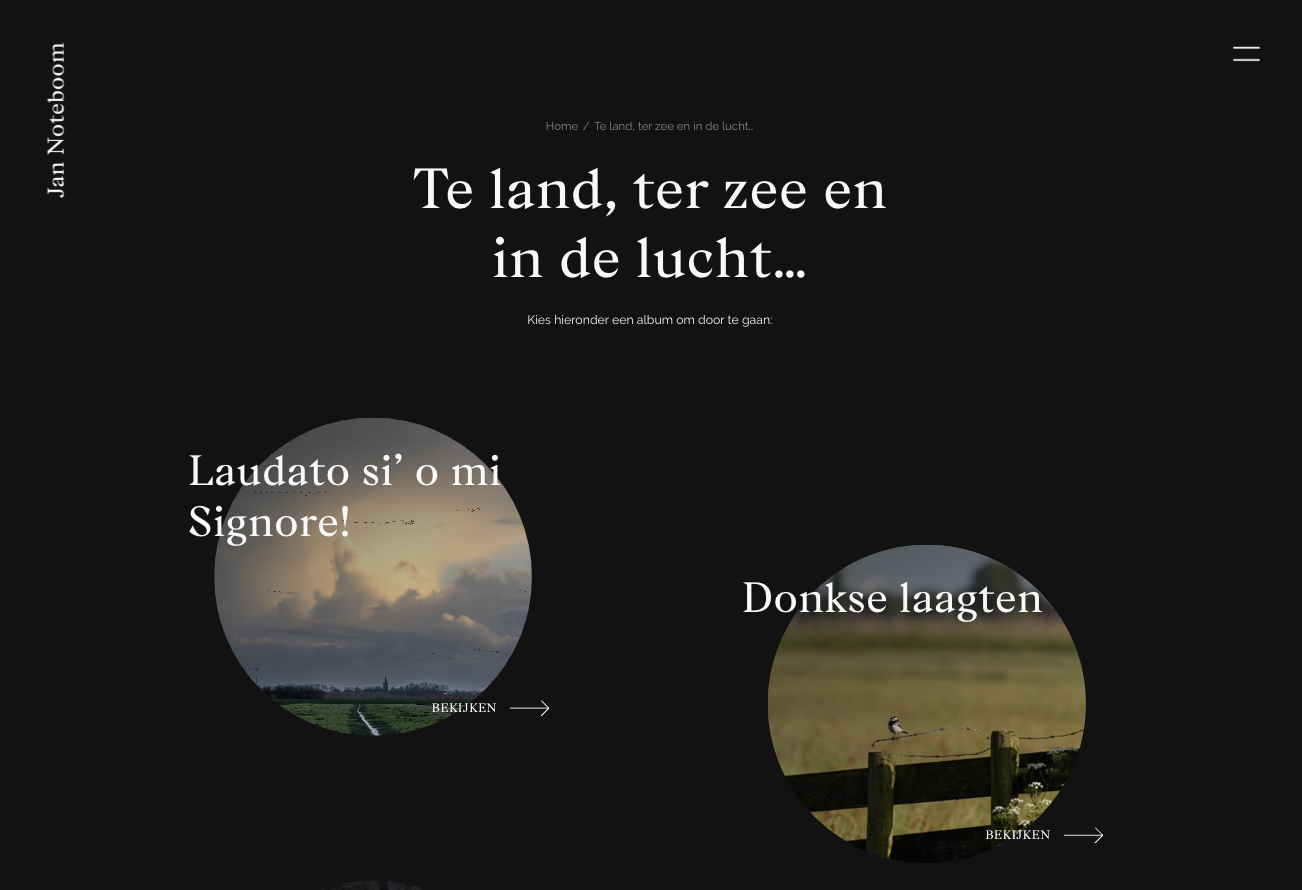 Jan Noteboom
Home / Te land, ter zee en in de lucht…
Te land, ter zee en
in de lucht…
Kies hieronder een album om door te gaan:
Laudato si’ o mi
Signore!
BEKIJKEN
Donkse laagten
BEKIJKEN